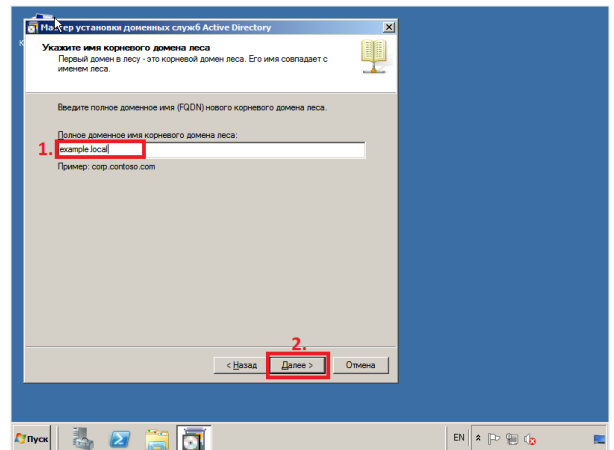 Мастер установки доменных служб Active Directory
Укажите имя корневого домена леса
Первый домен в лесу - это корневой домен леса. Его имя совпадает с
именем леса.
Введите полное доменное имя (FQDN) нового корневого домена леса.
Полное доменное имя корневого домена леса:
1. example.local
Пример: corp.contoso.com
2.
< Назад Далее > Отмена
Пуск EN